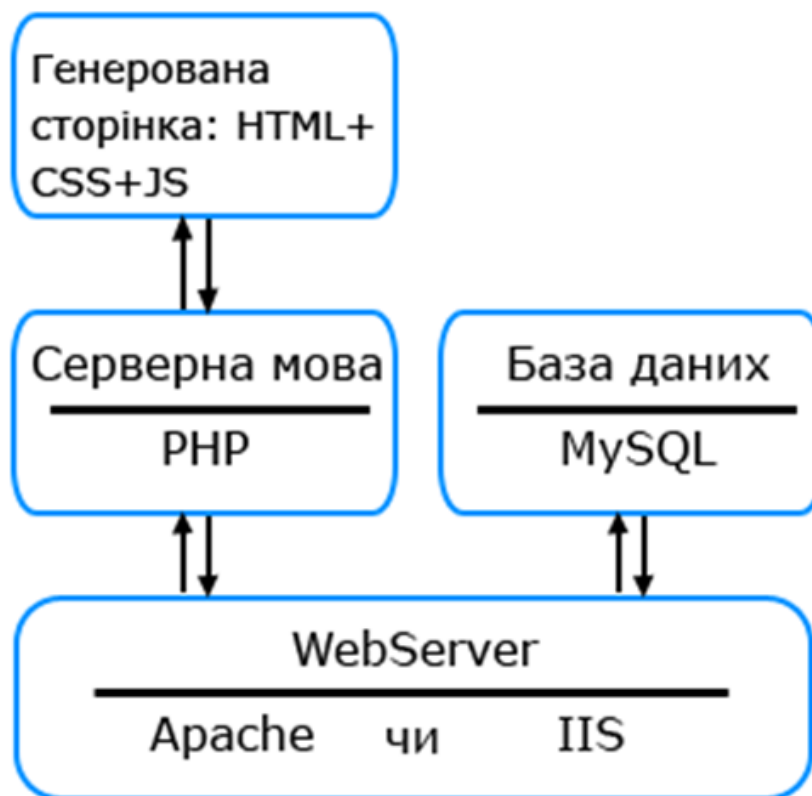 Генерована
сторінка: HTML+
CSS+JS
Серверна мова
PHP
База даних
MySQL
WebServer
Apache чи IIS